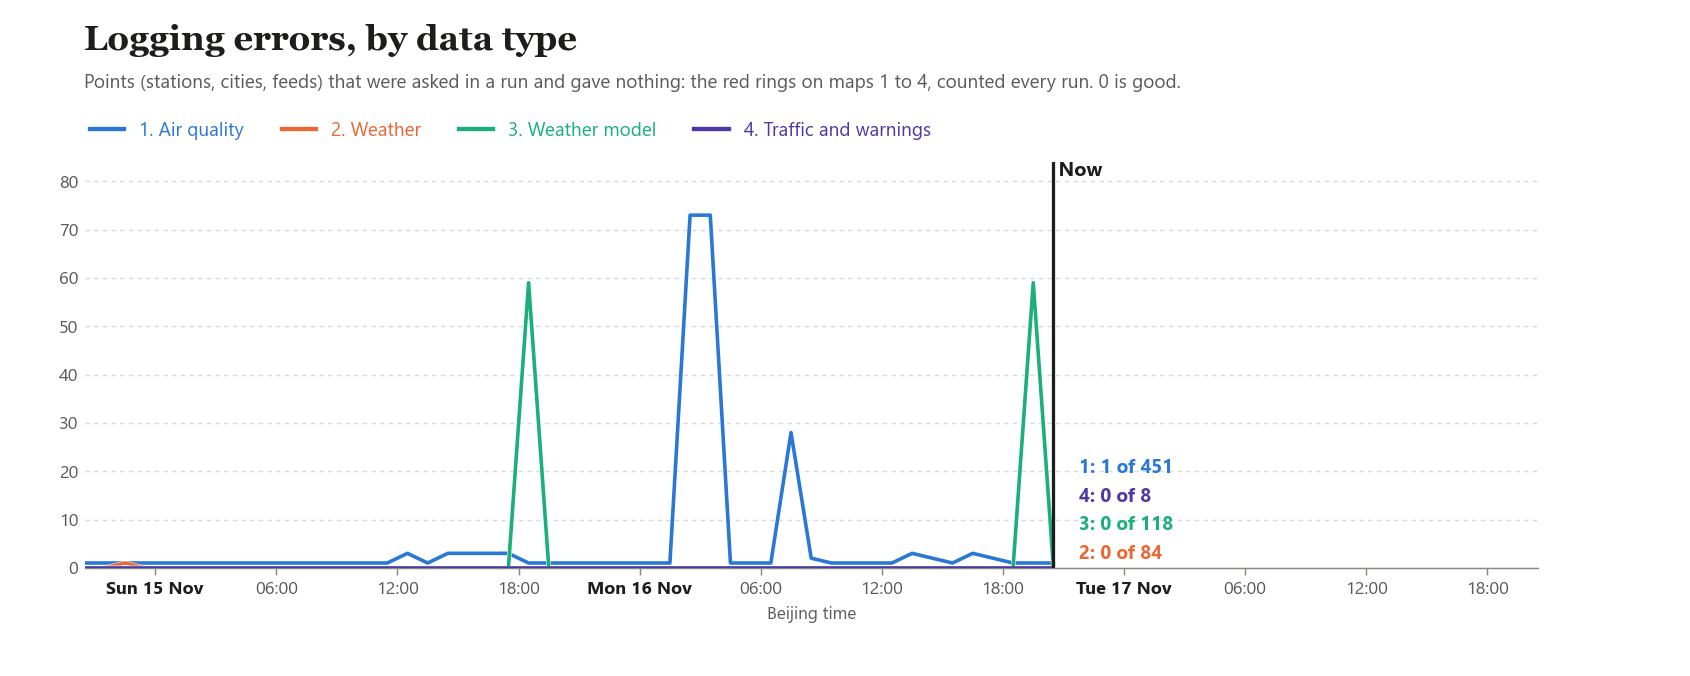 Logging errors, by data type
Points (stations, cities, feeds) that were asked in a run and gave nothing: the red rings on maps 1 to 4, counted every run. 0 is good.
1. Air quality 2. Weather 3. Weather model 4. Traffic and warnings
Now
80
70
60
50
40
30
20
10
0
1: 1 of 451
4: 0 of 8
3: 0 of 118
2: 0 of 84
Sun 15 Nov 06:00 12:00 18:00 Mon 16 Nov 06:00 12:00 18:00 Tue 17 Nov 06:00 12:00 18:00
Beijing time